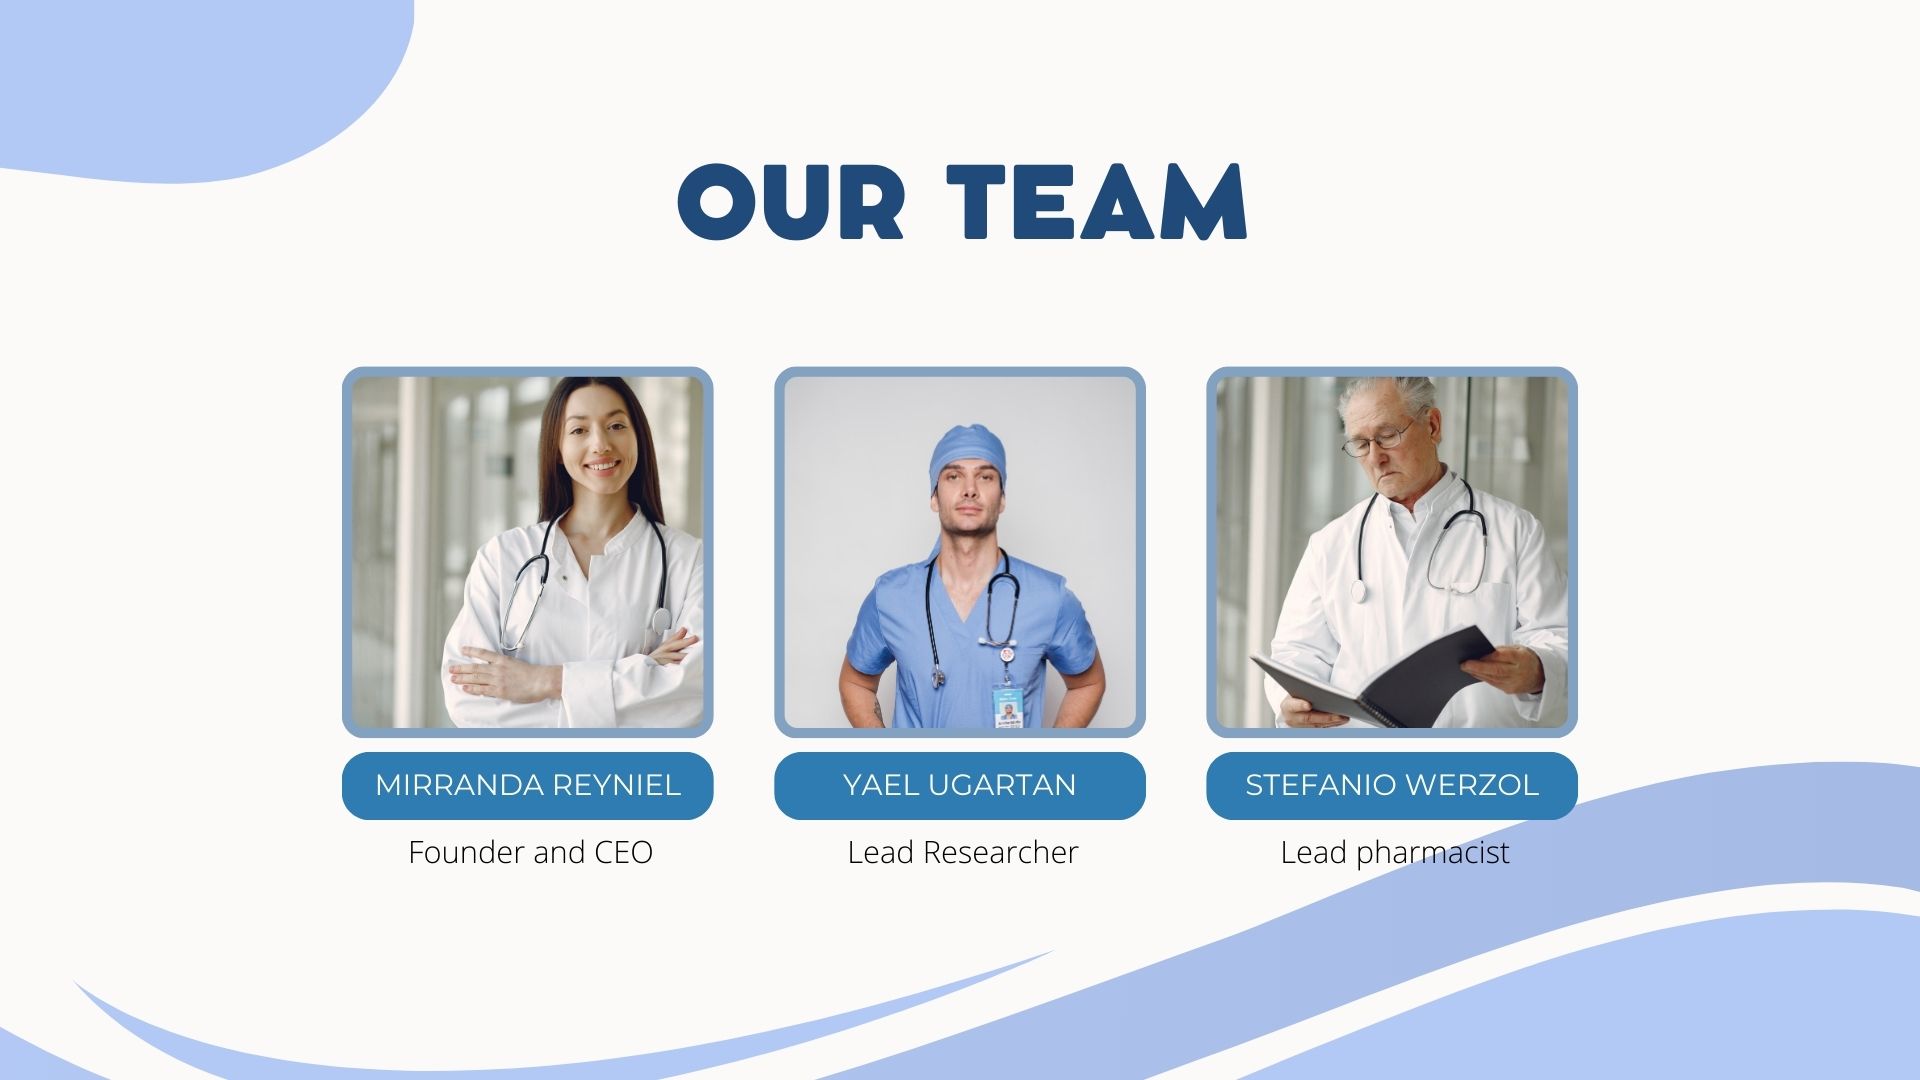 OUR TEAM
MIRRANDA REYNIEL
YAEL UGARTAN
STEFANIO WERZOL
Founder and CEO
Lead Researcher
Lead pharmacist